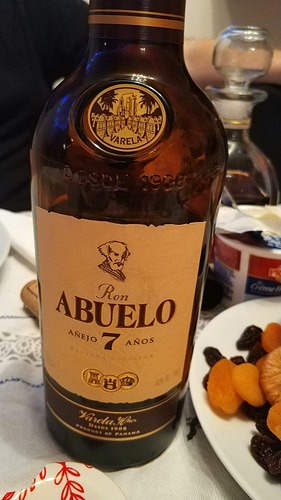 VARELA
DESDE 1908
Ron
ABUELO
AÑEJO 7 AÑOS
Varela Hnos.
DESDE 1908
PRODUCT OF PANAMA